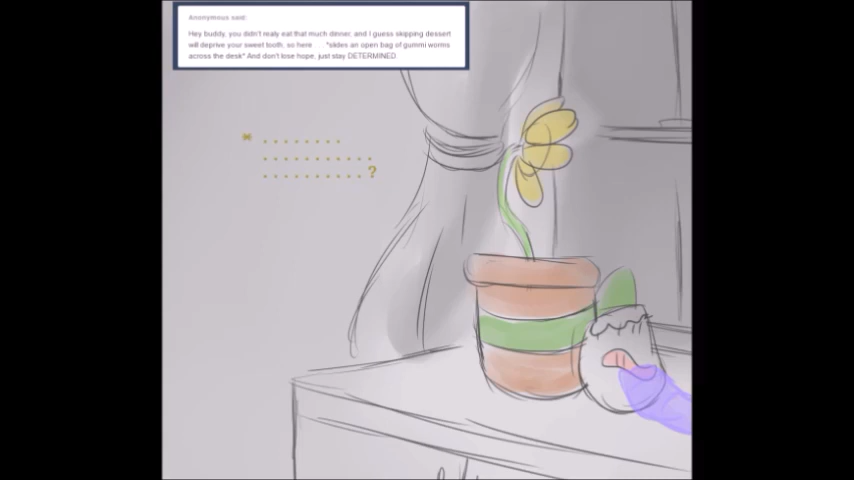 Anonymous said:
Hey buddy, you didn't realy eat that much dinner, and I guess skipping dessert
will deprive your sweet tooth, so here . . . *slides an open bag of gummi worms
across the desk* And don't lose hope, just stay DETERMINED
* . . . . . . . .
. . . . . . . . . . .
. . . . . . . . . . ?